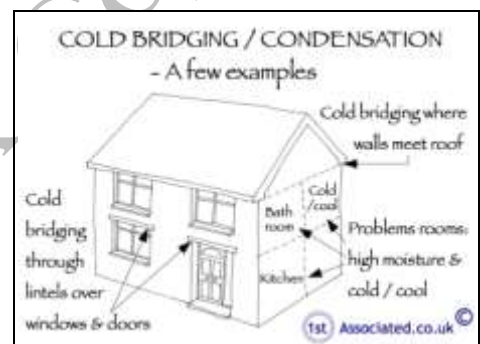 COLD BRIDGING / CONDENSATION
- A few examples
Cold bridging where
walls meet roof
Cold
bridging
through
lintels over
windows & doors
Bath
room
Cold
/cool
Kitchen
Problems rooms:
high moisture &
cold / cool
1st Associated.co.uk ©